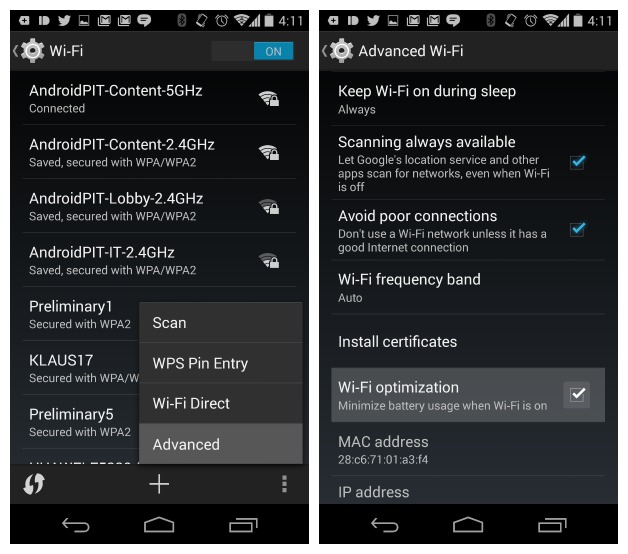 4:11
Wi-Fi
ON
AndroidPIT-Content-5GHz
Connected
AndroidPIT-Content-2.4GHz
Saved, secured with WPA/WPA2
AndroidPIT-Lobby-2.4GHz
Saved, secured with WPA/WPA2
AndroidPIT-IT-2.4GHz
Saved, secured with WPA/WPA2
Preliminary1
Secured with WPA2
KLAUS17
Secured with WPA/W
Preliminary5
Secured with WPA2
Scan
WPS Pin Entry
Wi-Fi Direct
Advanced
4:11
Advanced Wi-Fi
Keep Wi-Fi on during sleep
Always
Scanning always available
Let Google's location service and other
apps scan for networks, even when Wi-Fi
is off
Avoid poor connections
Don't use a Wi-Fi network unless it has a
good Internet connection
Wi-Fi frequency band
Auto
Install certificates
Wi-Fi optimization
Minimize battery usage when Wi-Fi is on
MAC address
28:c6:71:01:a3:f4
IP address